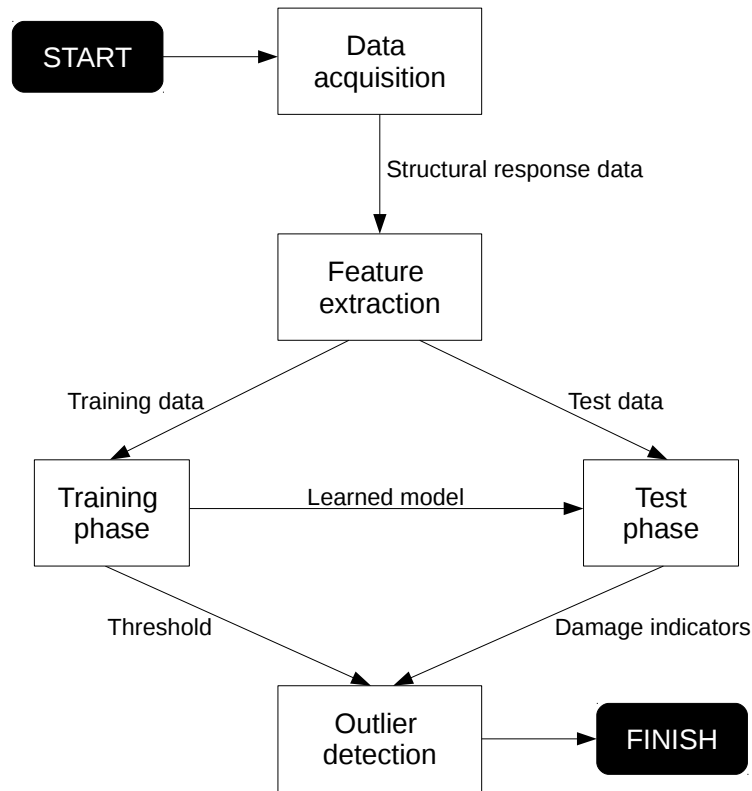 START
Data
acquisition
Structural response data
Feature
extraction
Training data
Test data
Training
phase
Learned model
Test
phase
Threshold
Damage indicators
Outlier
detection
FINISH